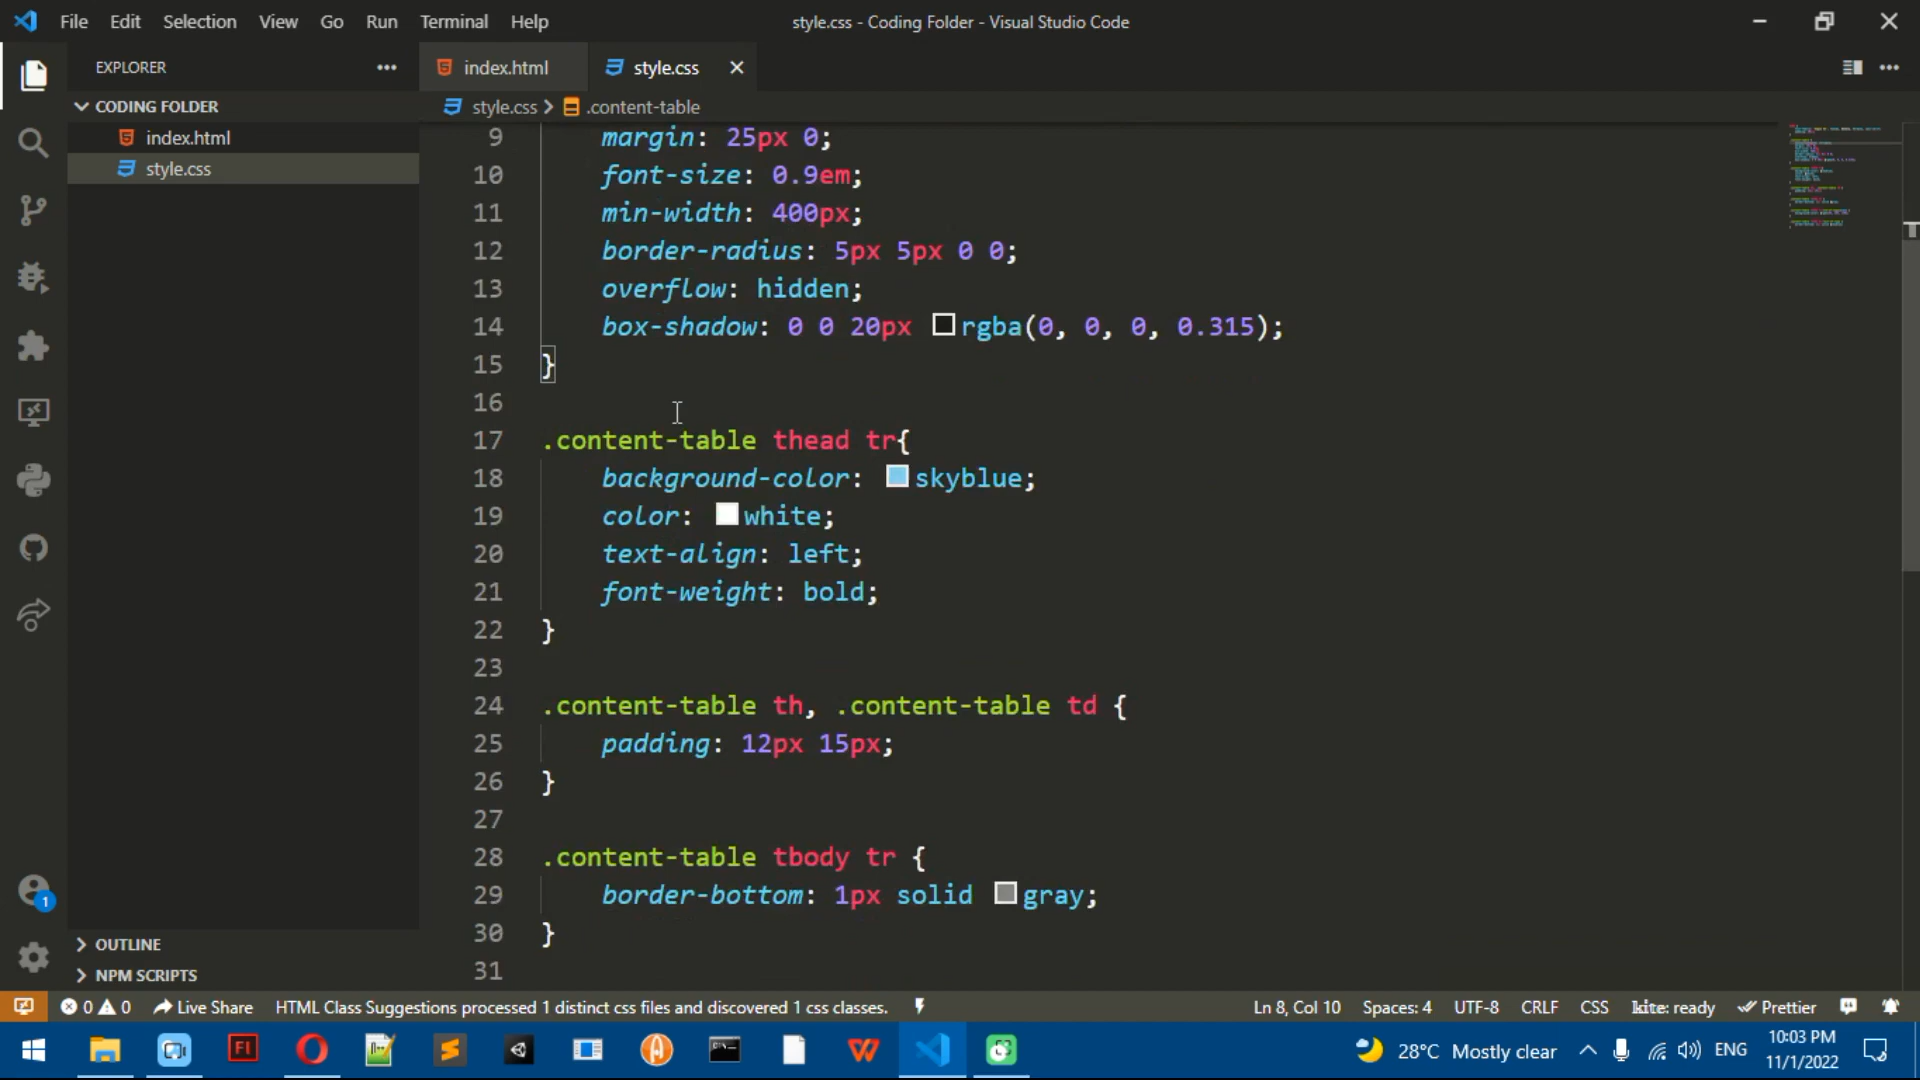 File Edit Selection View Go Run Terminal Help
style.css - Coding Folder - Visual Studio Code
EXPLORER
index.html
style.css
CODING FOLDER
style.css > .content-table
index.html
style.css
9 margin: 25px 0;
10 font-size: 0.9em;
11 min-width: 400px;
12 border-radius: 5px 5px 0 0;
13 overflow: hidden;
14 box-shadow: 0 0 20px rgba(0, 0, 0, 0.315);
15 }
16
17 .content-table thead tr{
18 background-color: skyblue;
19 color: white;
20 text-align: left;
21 font-weight: bold;
22 }
23
24 .content-table th, .content-table td {
25 padding: 12px 15px;
26 }
27
28 .content-table tbody tr {
29 border-bottom: 1px solid gray;
30 }
31
1
OUTLINE
NPM SCRIPTS
0 0 Live Share HTML Class Suggestions processed 1 distinct css files and discovered 1 css classes. Ln 8, Col 10 Spaces: 4 UTF-8 CRLF CSS kite: ready Prettier
28°C Mostly clear ENG
10:03 PM
11/1/2022